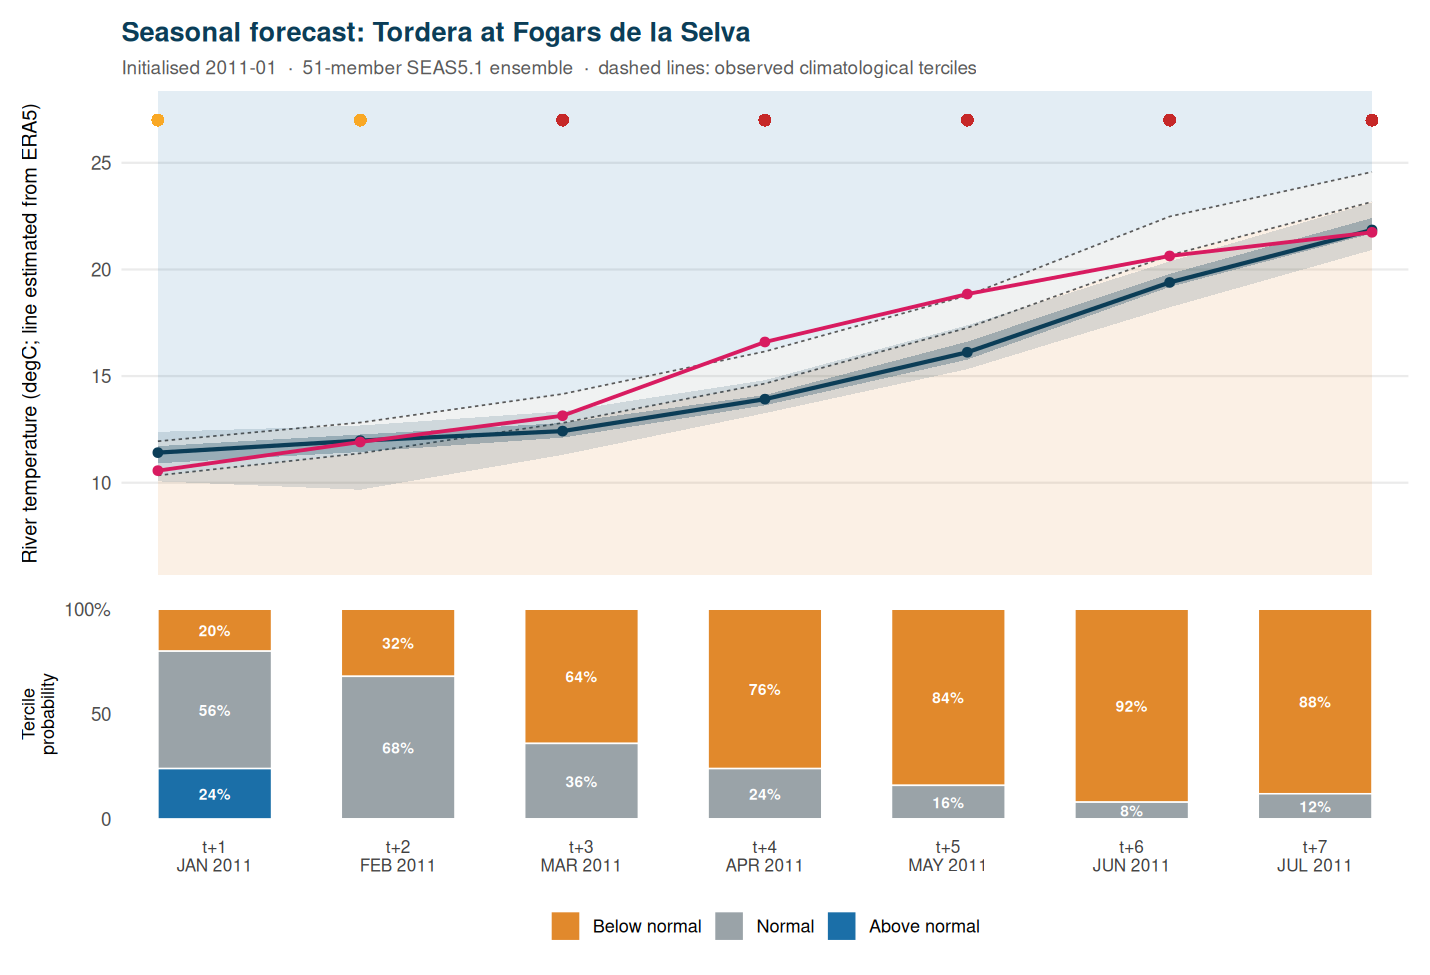 Seasonal forecast: Tordera at Fogars de la Selva
Initialised 2011-01 · 51-member SEAS5.1 ensemble · dashed lines: observed climatological terciles
River temperature (degC; line estimated from ERA5)
25
20
15
10
Tercile
probability
100%
50
0
20%
56%
24%
32%
68%
64%
36%
76%
24%
84%
16%
92%
8%
88%
12%
t+1
JAN 2011
t+2
FEB 2011
t+3
MAR 2011
t+4
APR 2011
t+5
MAY 2011
t+6
JUN 2011
t+7
JUL 2011
Below normal
Normal
Above normal